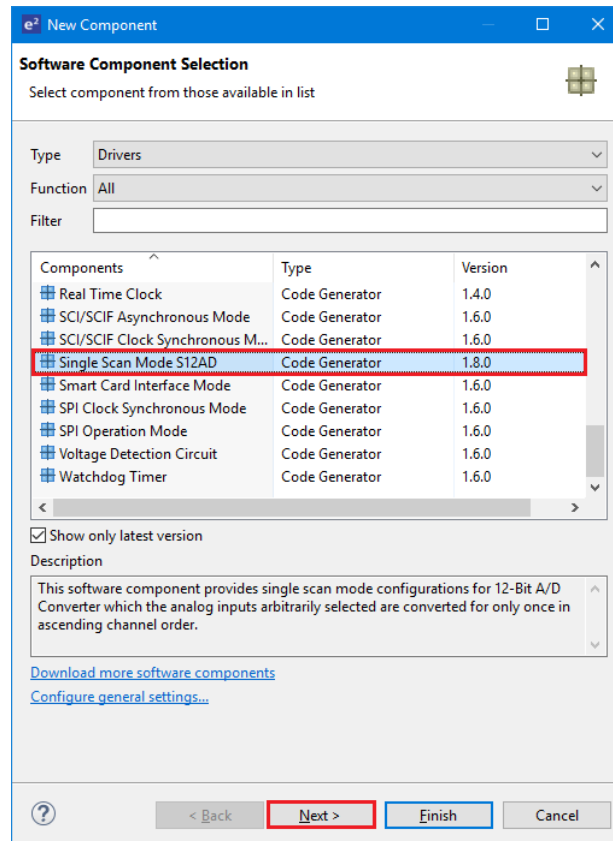 e² New Component
Software Component Selection
Select component from those available in list
Type Drivers
Function All
Filter
Components Type Version
Real Time Clock Code Generator 1.4.0
SCI/SCIF Asynchronous Mode Code Generator 1.6.0
SCI/SCIF Clock Synchronous M... Code Generator 1.6.0
Single Scan Mode S12AD Code Generator 1.8.0
Smart Card Interface Mode Code Generator 1.6.0
SPI Clock Synchronous Mode Code Generator 1.6.0
SPI Operation Mode Code Generator 1.6.0
Voltage Detection Circuit Code Generator 1.6.0
Watchdog Timer Code Generator 1.6.0
Show only latest version
Description
This software component provides single scan mode configurations for 12-Bit A/D
Converter which the analog inputs arbitrarily selected are converted for only once in
ascending channel order.
Download more software components
Configure general settings...
? < Back Next > Finish Cancel